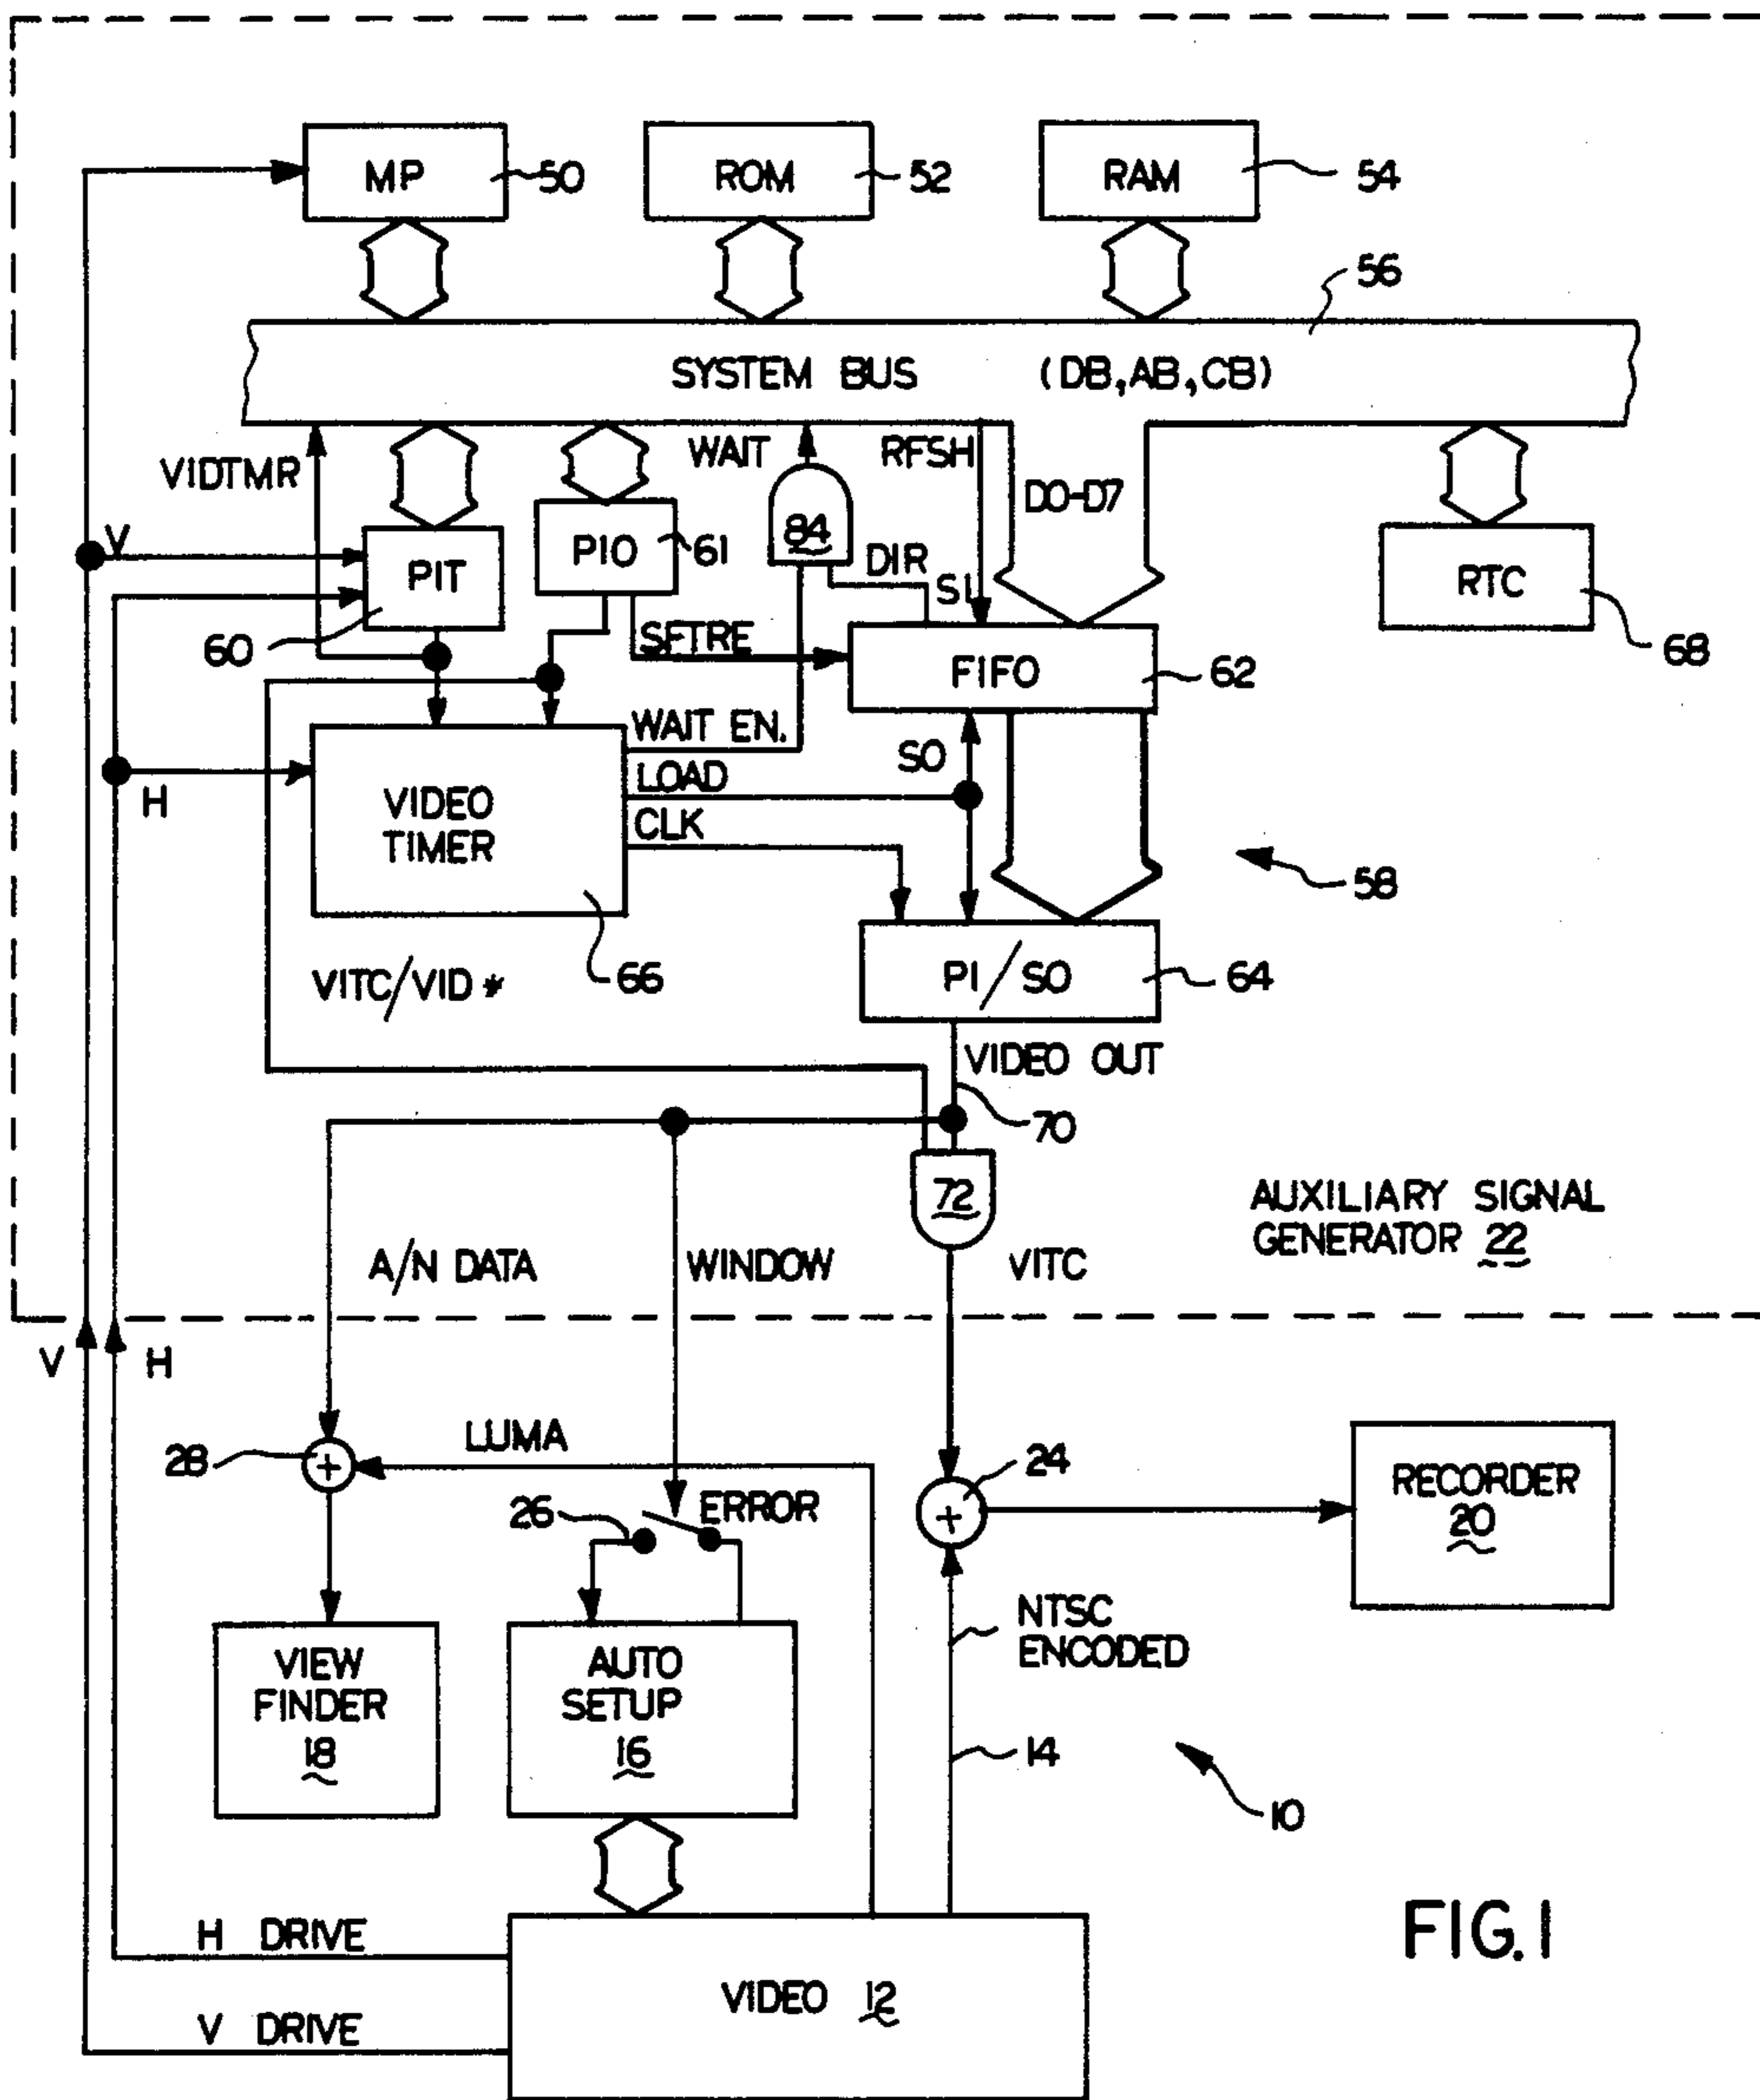 MP
50
ROM
52
RAM
54
56
SYSTEM BUS (DB,AB,CB)
VIDTMR
WAIT
RFSH
D0-D7
V
PIT
PIO
61
84
DIR
SI
RTC
60
SFTRE
FIFO
62
68
WAIT EN.
SO
LOAD
H
VIDEO
TIMER
CLK
58
VITC/VID *
66
PI/SO
64
VIDEO OUT
70
72
AUXILIARY SIGNAL
GENERATOR 22
A/N DATA
WINDOW
VITC
V
H
28
+
LUMA
24
+
26
ERROR
RECORDER
20
NTSC
ENCODED
VIEW
FINDER
18
AUTO
SETUP
16
14
10
H DRIVE
VIDEO 12
V DRIVE
FIG. 1